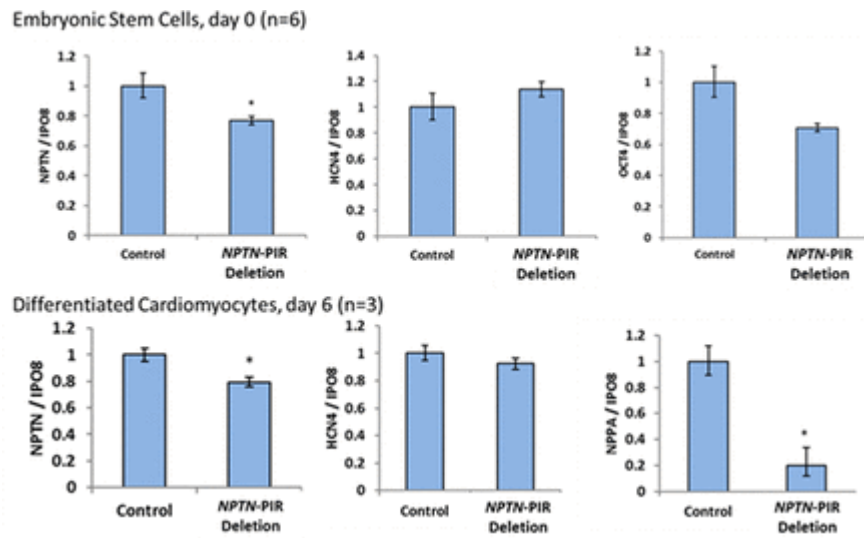 Embryonic Stem Cells, day 0 (n=6)
NPTN / IPO8
1.2
1
0.8
0.6
0.4
0.2
0
*
Control
NPTN-PIR
Deletion
HCN4 / IPO8
1.4
1.2
1
0.8
0.6
0.4
0.2
0
Control
NPTN-PIR
Deletion
OCT4 / IPO8
1.2
1
0.8
0.6
0.4
0.2
0
Control
NPTN-PIR
Deletion
Differentiated Cardiomyocytes, day 6 (n=3)
NPTN / IPO8
1.2
1
0.8
0.6
0.4
0.2
0
*
Control
NPTN-PIR
Deletion
HCN4 / IPO8
1.2
1
0.8
0.6
0.4
0.2
0
Control
NPTN-PIR
Deletion
NPPA / IPO8
1.2
1
0.8
0.6
0.4
0.2
0
*
Control
NPTN-PIR
Deletion